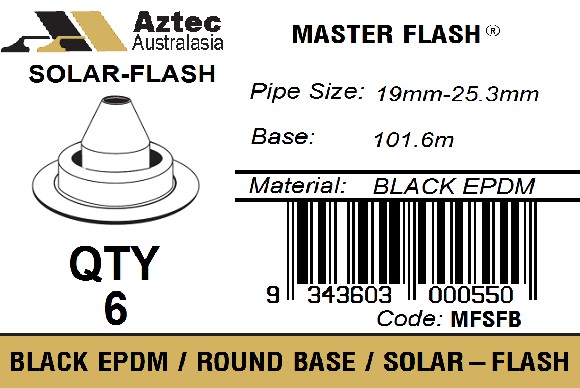 Aztec
Australasia
SOLAR-FLASH
QTY
6
MASTER FLASH®
Pipe Size: 19mm-25.3mm
Base: 101.6m
Material: BLACK EPDM
9 343603 000550
Code: MFSFB
BLACK EPDM / ROUND BASE / SOLAR – FLASH